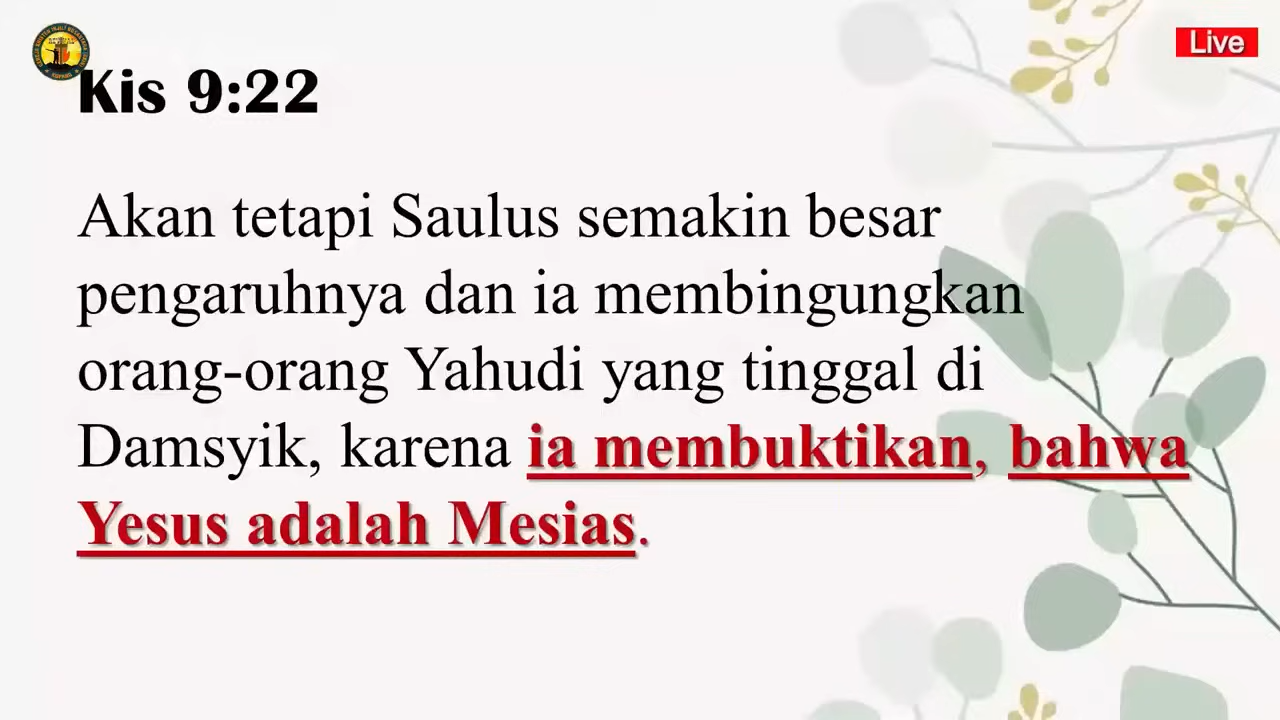 Live
Kis 9:22
Akan tetapi Saulus semakin besar
pengaruhnya dan ia membingungkan
orang-orang Yahudi yang tinggal di
Damsyik, karena ia membuktikan, bahwa
Yesus adalah Mesias.